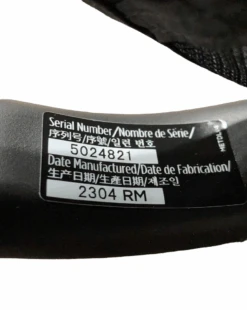 Serial Number/Nombre de Série/
序列号/序號/일련 번호
5024821
Date Manufactured/Date de Fabrication/
生产日期/生產日期/제조일
2304 RM